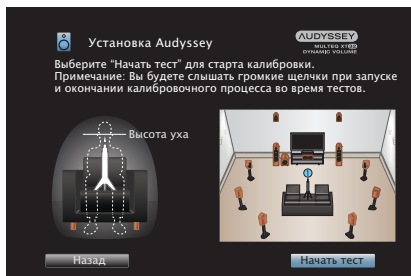 Установка Audyssey
AUDYSSEY
MULTEQ XT32
DYNAMIC VOLUME
Выберите "Начать тест" для старта калибровки.
Примечание: Вы будете слышать громкие щелчки при запуске
и окончании калибровочного процесса во время тестов.
Высота уха
Назад
Начать тест